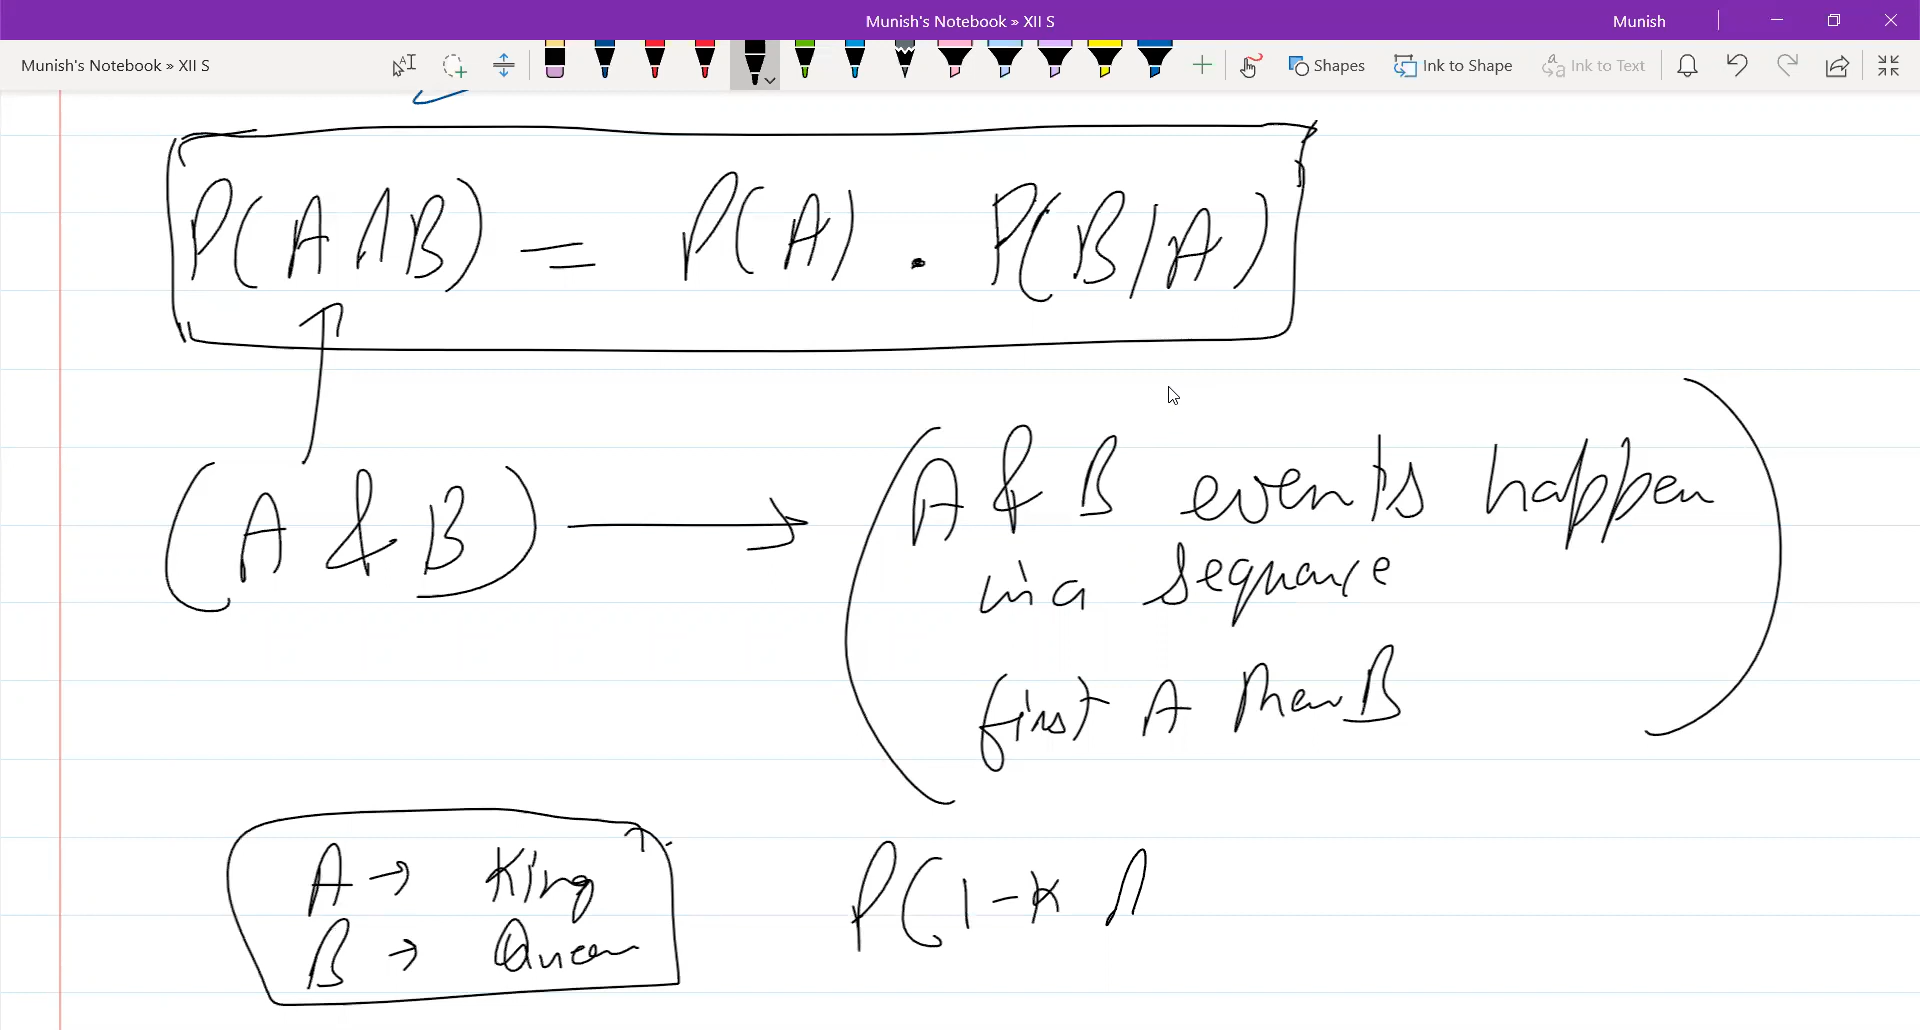 Munish's Notebook » XII S
Munish
Munish's Notebook » XII S
Shapes
Ink to Shape
Ink to Text
P(A ∩ B) = P(A) . P(B/A)
(A & B) → (A & B events happen
in a sequence
first A then B)
A → King
B → Queen
P(1-K ∩